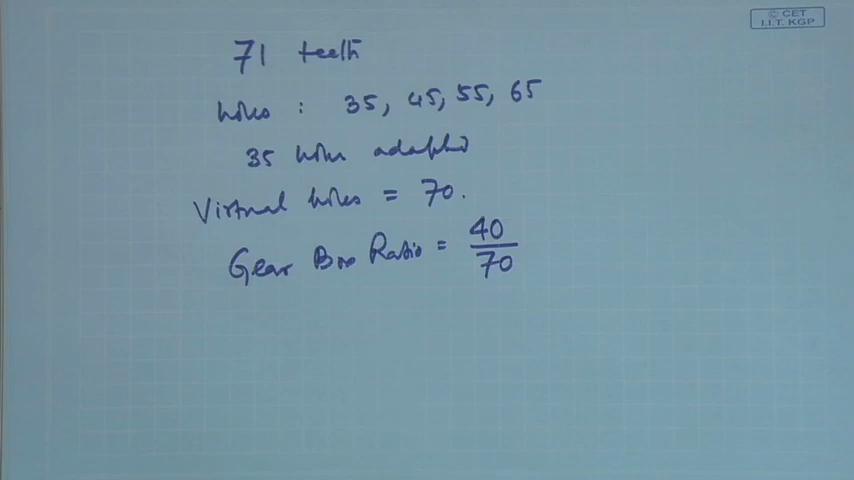 © CET
I.I.T. KGP
71 teeth
holes : 35, 45, 55, 65
35 holes adapted
Virtual holes = 70.
Gear Box Ratio = 40
70